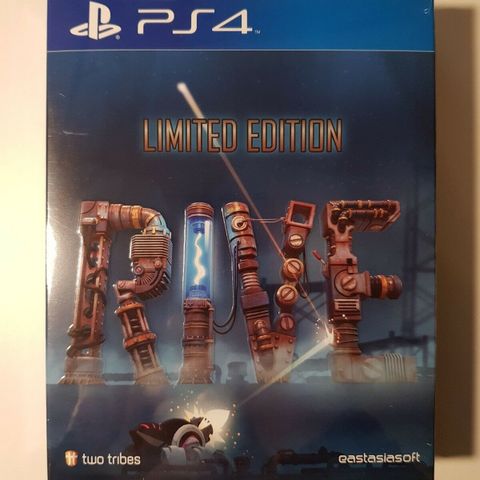 PS4
LIMITED EDITION
RIVE
two tribes
eastasiasoft